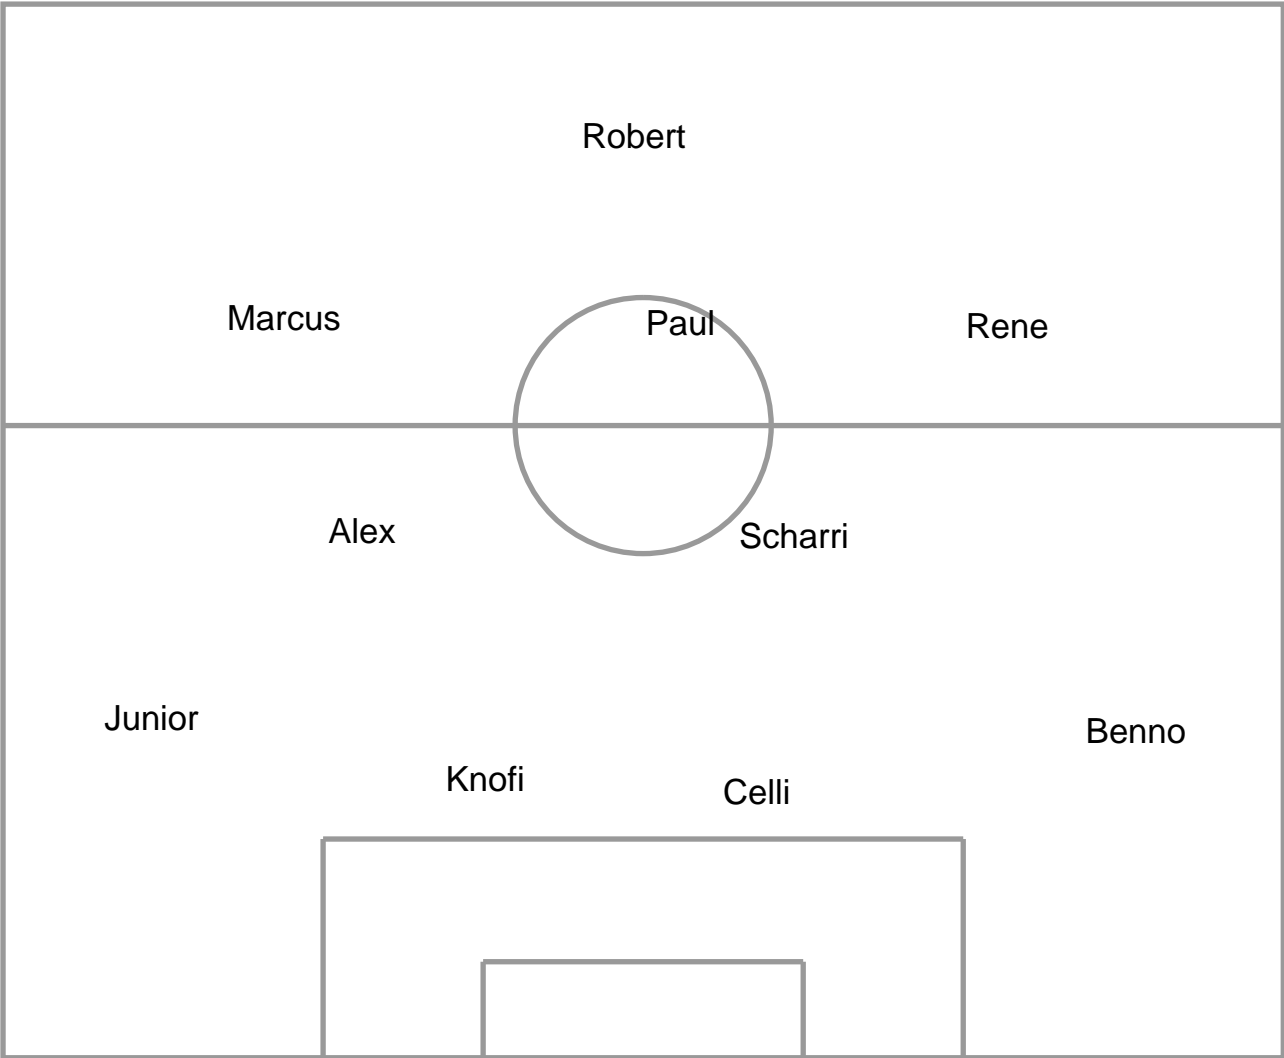 Robert
Marcus
Paul
Rene
Alex
Scharri
Junior
Benno
Knofi
Celli